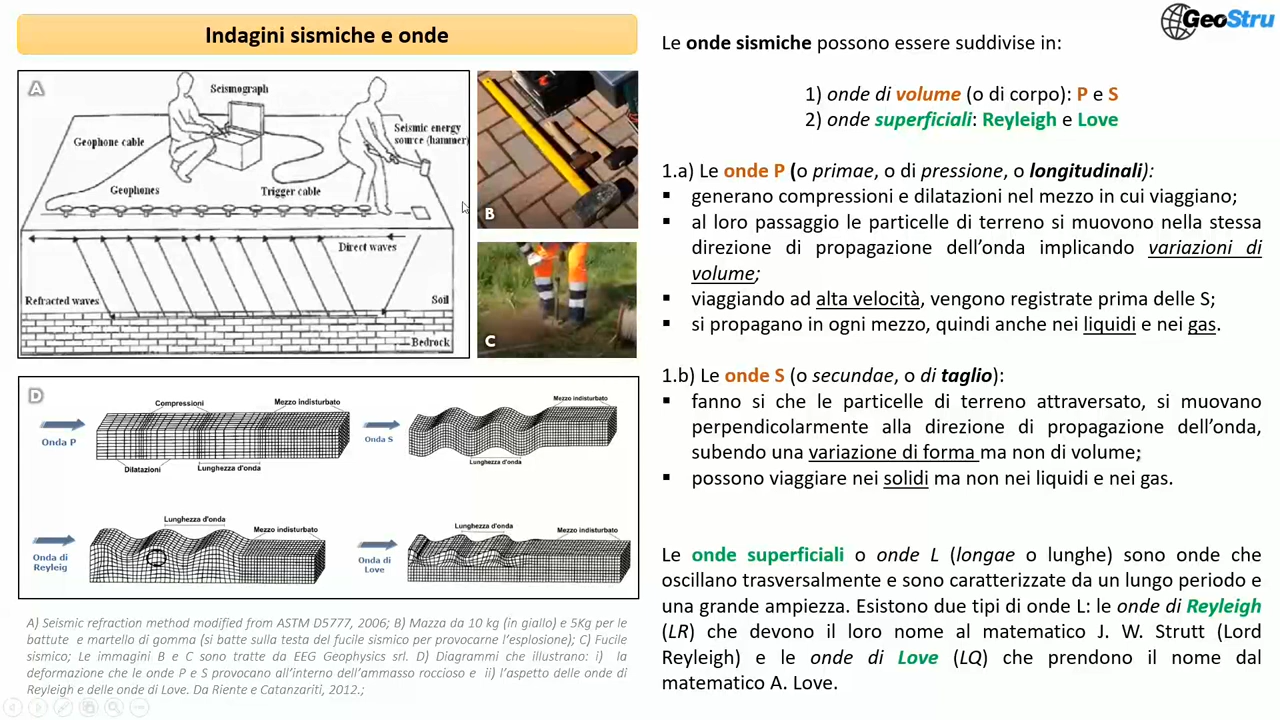 Indagini sismiche e onde
GeoStru
A
Seismograph
Geophone cable
Seismic energy
source (hammer)
Geophones
Trigger cable
Direct waves
Refracted waves
Soil
Bedrock
B
C
D
Compressioni
Mezzo indisturbato
Onda P
Dilatazioni
Lunghezza d'onda
Mezzo indisturbato
Onda S
Lunghezza d'onda
Lunghezza d'onda
Mezzo indisturbato
Onda di
Reyleig
Lunghezza d'onda
Mezzo indisturbato
Onda di
Love
A) Seismic refraction method modified from ASTM D5777, 2006; B) Mazza da 10 kg (in giallo) e 5Kg per le
battute e martello di gomma (si batte sulla testa del fucile sismico per provocarne l'esplosione); C) Fucile
sismico; Le immagini B e C sono tratte da EEG Geophysics srl. D) Diagrammi che illustrano: i) la
deformazione che le onde P e S provocano all'interno dell'ammasso roccioso e ii) l'aspetto delle onde di
Reyleigh e delle onde di Love. Da Riente e Catanzariti, 2012.;
Le onde sismiche possono essere suddivise in:
1) onde di volume (o di corpo): P e S
2) onde superficiali: Reyleigh e Love
1.a) Le onde P (o primae, o di pressione, o longitudinali):
▪ generano compressioni e dilatazioni nel mezzo in cui viaggiano;
▪ al loro passaggio le particelle di terreno si muovono nella stessa
direzione di propagazione dell'onda implicando variazioni di
volume;
▪ viaggiando ad alta velocità, vengono registrate prima delle S;
▪ si propagano in ogni mezzo, quindi anche nei liquidi e nei gas.
1.b) Le onde S (o secundae, o di taglio):
▪ fanno si che le particelle di terreno attraversato, si muovano
perpendicolarmente alla direzione di propagazione dell'onda,
subendo una variazione di forma ma non di volume;
▪ possono viaggiare nei solidi ma non nei liquidi e nei gas.
Le onde superficiali o onde L (longae o lunghe) sono onde che
oscillano trasversalmente e sono caratterizzate da un lungo periodo e
una grande ampiezza. Esistono due tipi di onde L: le onde di Reyleigh
(LR) che devono il loro nome al matematico J. W. Strutt (Lord
Reyleigh) e le onde di Love (LQ) che prendono il nome dal
matematico A. Love.